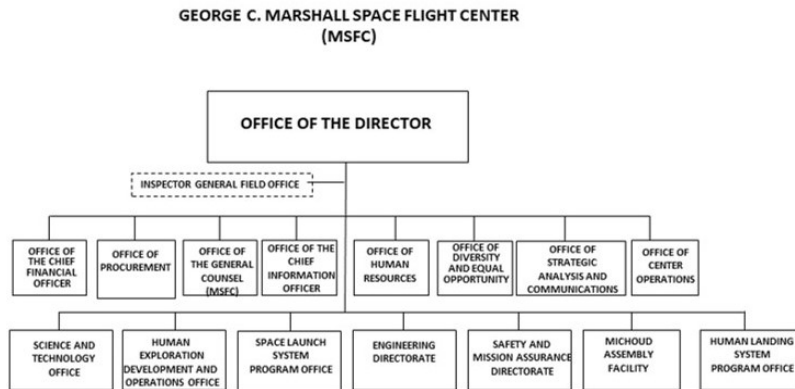 GEORGE C. MARSHALL SPACE FLIGHT CENTER
(MSFC)
OFFICE OF THE DIRECTOR
INSPECTOR GENERAL FIELD OFFICE
OFFICE OF
THE CHIEF
FINANCIAL
OFFICER
OFFICE OF
PROCUREMENT
OFFICE OF
THE GENERAL
COUNSEL
(MSFC)
OFFICE OF THE
CHIEF
INFORMATION
OFFICER
OFFICE OF
HUMAN
RESOURCES
OFFICE OF
DIVERSITY
AND EQUAL
OPPORTUNITY
OFFICE OF
STRATEGIC
ANALYSIS AND
COMMUNICATIONS
OFFICE OF
CENTER
OPERATIONS
SCIENCE AND
TECHNOLOGY
OFFICE
HUMAN
EXPLORATION
DEVELOPMENT AND
OPERATIONS OFFICE
SPACE LAUNCH
SYSTEM
PROGRAM OFFICE
ENGINEERING
DIRECTORATE
SAFETY AND
MISSION ASSURANCE
DIRECTORATE
MICHOUD
ASSEMBLY
FACILITY
HUMAN LANDING
SYSTEM
PROGRAM OFFICE